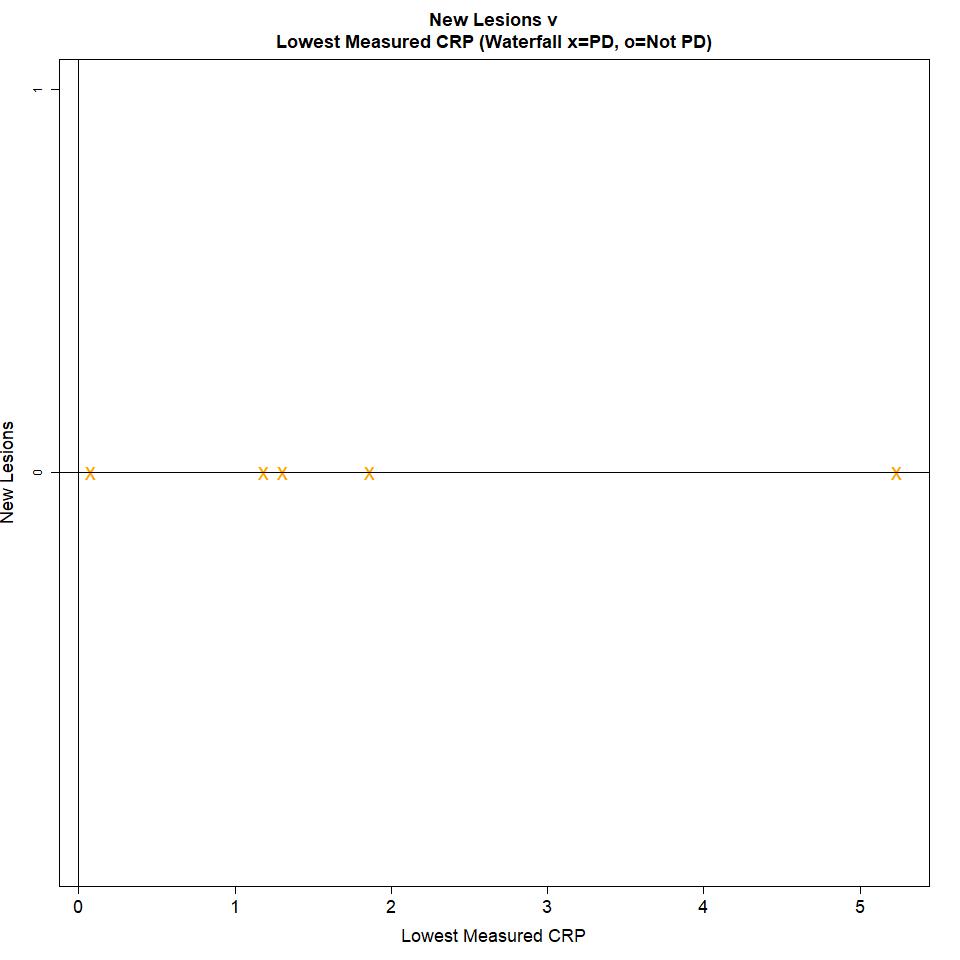 New Lesions v
Lowest Measured CRP (Waterfall x=PD, o=Not PD)
1
0
New Lesions
x x x x x
0 1 2 3 4 5
Lowest Measured CRP